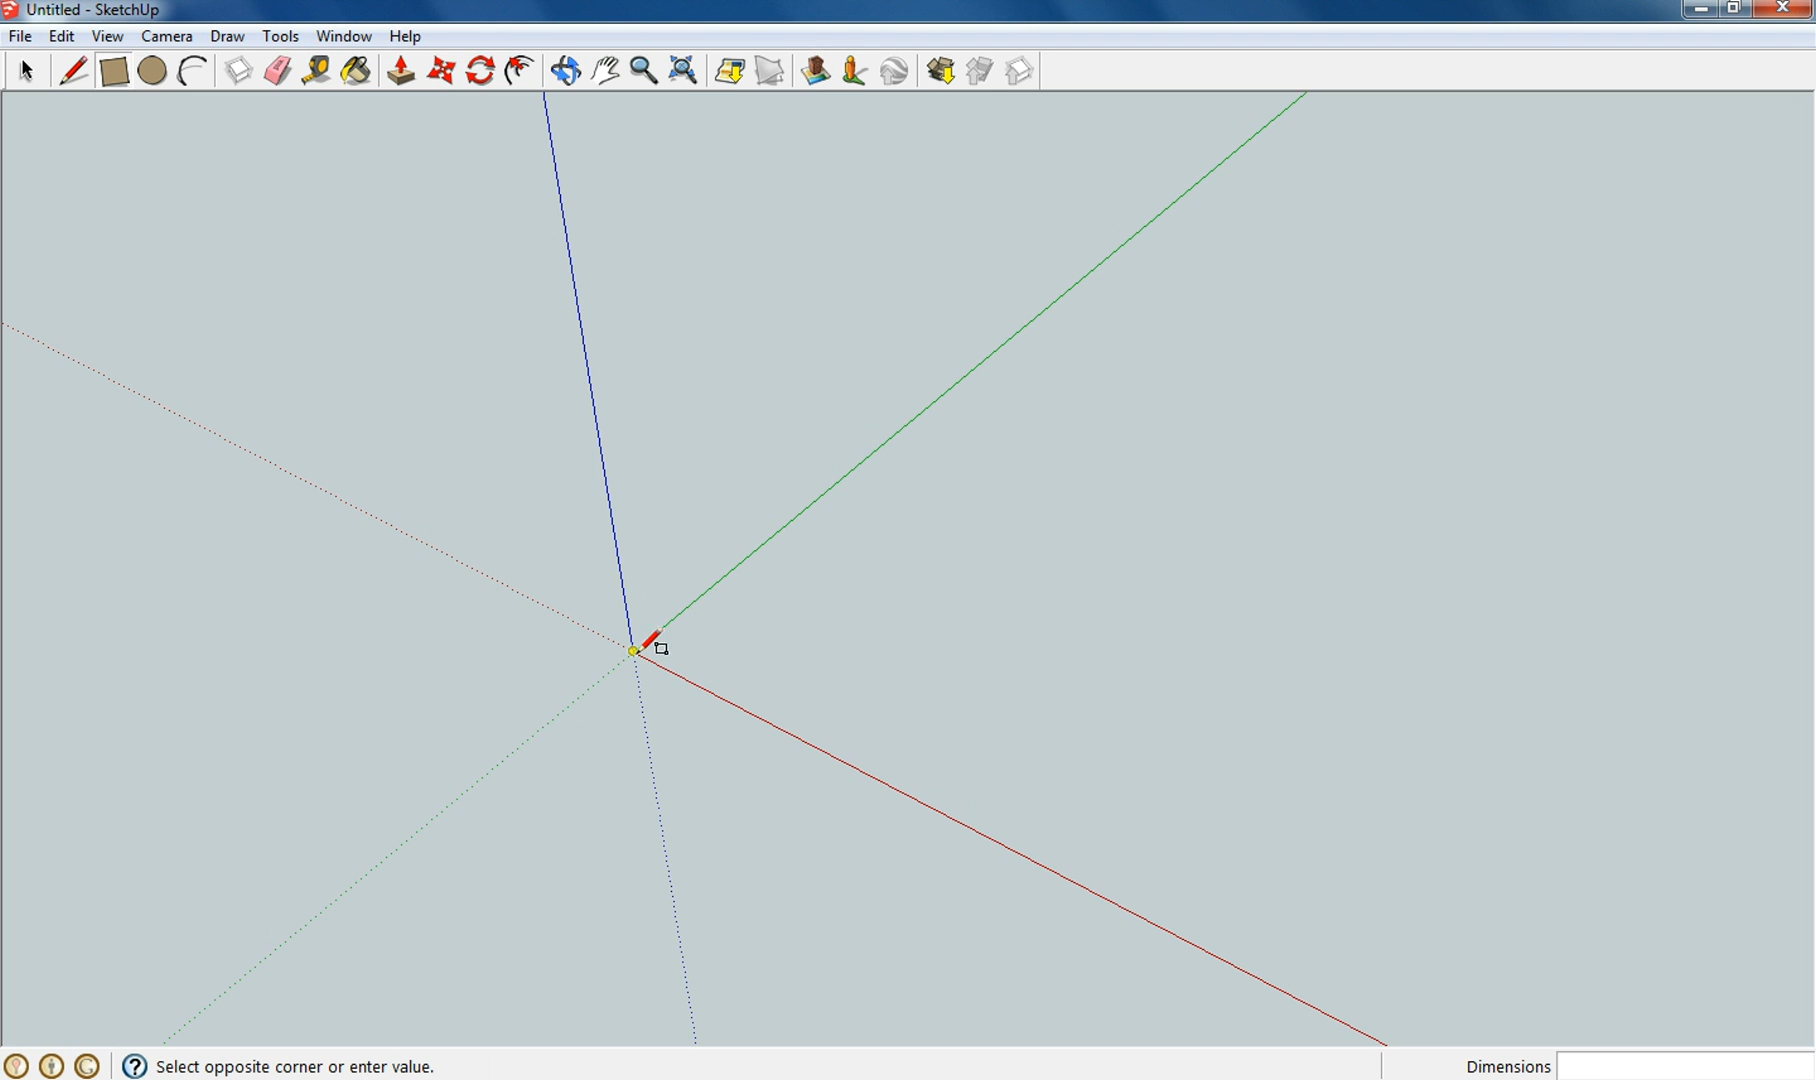 Untitled - SketchUp
File Edit View Camera Draw Tools Window Help
Select opposite corner or enter value. Dimensions